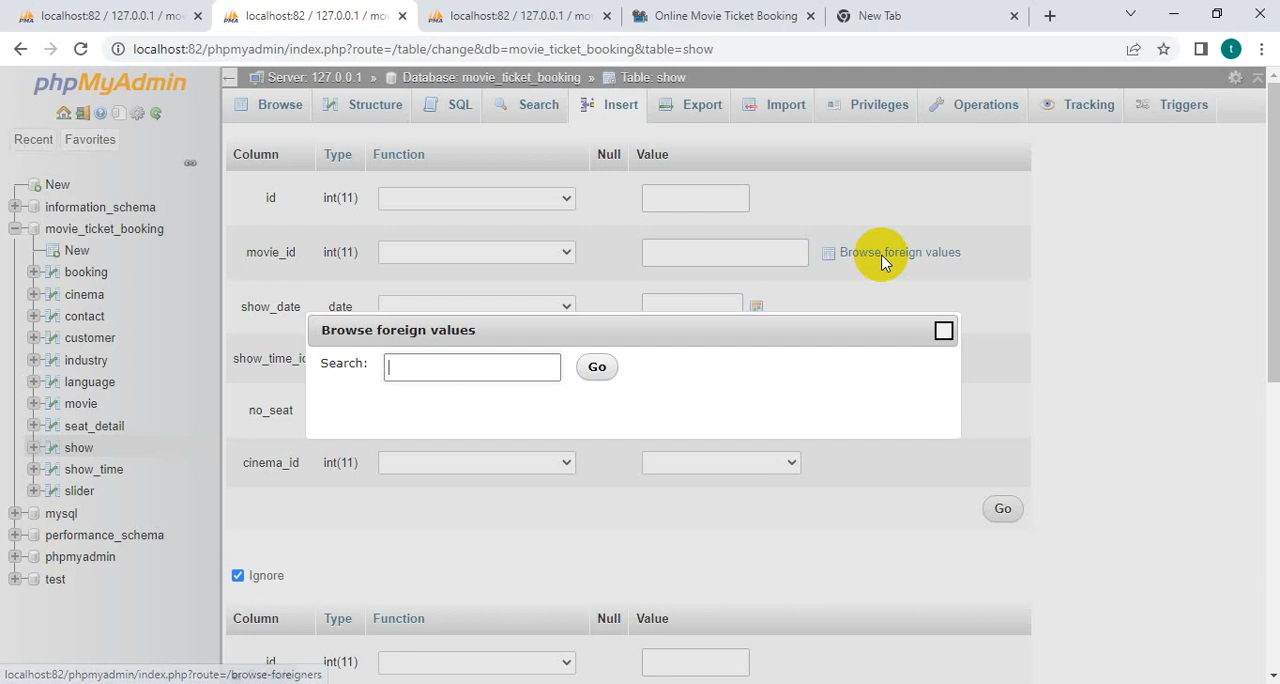 localhost:82 / 127.0.0.1 / mov
localhost:82 / 127.0.0.1 / mov
localhost:82 / 127.0.0.1 / mov
Online Movie Ticket Booking
New Tab
localhost:82/phpmyadmin/index.php?route=/table/change&db=movie_ticket_booking&table=show
t
phpMyAdmin
Server: 127.0.0.1 » Database: movie_ticket_booking » Table: show
Browse Structure SQL Search Insert Export Import Privileges Operations Tracking Triggers
Recent Favorites
New
information_schema
movie_ticket_booking
New
booking
cinema
contact
customer
industry
language
movie
seat_detail
show
show_time
slider
mysql
performance_schema
phpmyadmin
test
Column Type Function Null Value
id int(11)
movie_id int(11) Browse foreign values
show_date date
Browse foreign values
show_time_id
Search: Go
no_seat
cinema_id int(11)
Go
Ignore
Column Type Function Null Value
id int(11)
localhost:82/phpmyadmin/index.php?route=/browse-foreigners